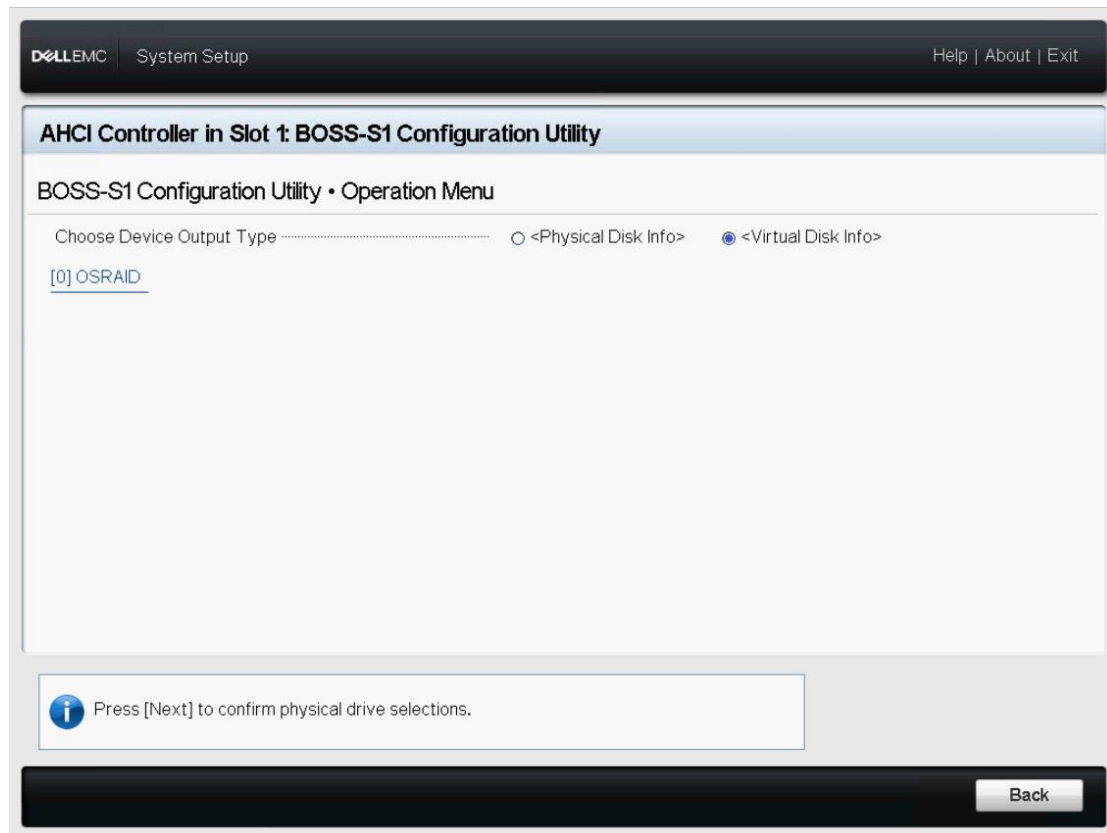 DELLEMC System Setup Help | About | Exit
AHCI Controller in Slot 1: BOSS-S1 Configuration Utility
BOSS-S1 Configuration Utility • Operation Menu
Choose Device Output Type <Physical Disk Info> <Virtual Disk Info>
[0] OSRAID
Press [Next] to confirm physical drive selections.
Back